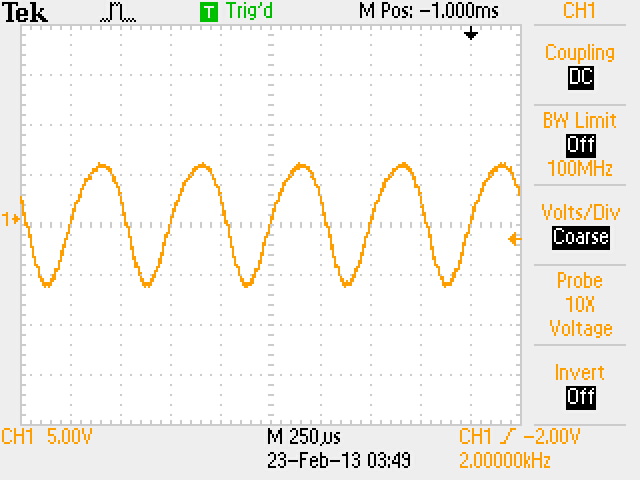 Tek T Trig'd M Pos: -1.000ms CH1
Coupling
DC
BW Limit
Off
100MHz
Volts/Div
Coarse
Probe
10X
Voltage
Invert
Off
1
CH1 5.00V M 250µs CH1 -2.00V
23-Feb-13 03:49 2.00000kHz